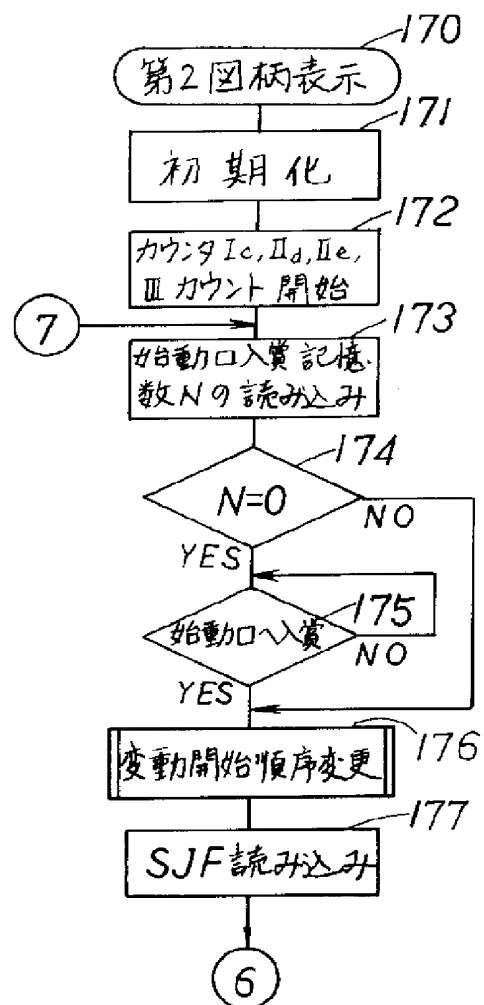 170
第2図柄表示
171
初期化
172
カウンタⅠc,Ⅱd,Ⅱe,
Ⅲカウント開始
7
173
始動口入賞記憶
数Nの読み込み
174
N=0
NO
YES
175
始動口へ入賞
NO
YES
176
変動開始順序変更
177
SJF読み込み
6